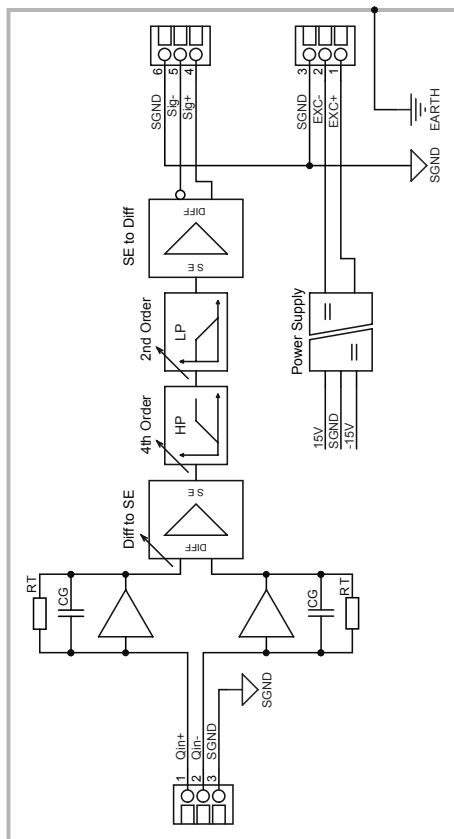 6
5
4
SGND
Sig-
Sig+
3
2
1
SGND
EXC-
EXC+
EARTH
SGND
SE to Diff
DIFF
SE
2nd Order
LP
4th Order
HP
Diff to SE
SE
DIFF
Power Supply
15V
SGND
-15V
RT
CG
CG
RT
Qin+
Qin-
SGND
1
2
3
SGND